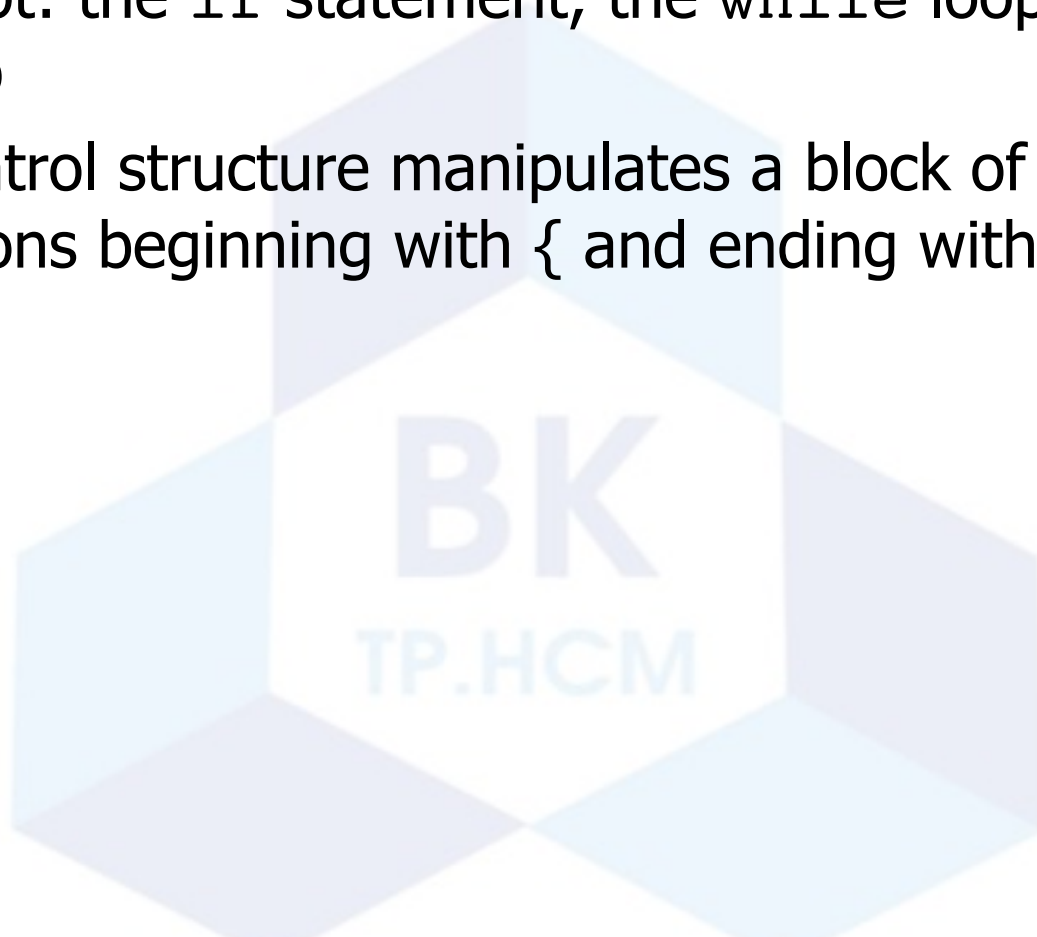 ot: the if statement, the while loop
)
trol structure manipulates a block of
ons beginning with { and ending with
BK
TP.HCM